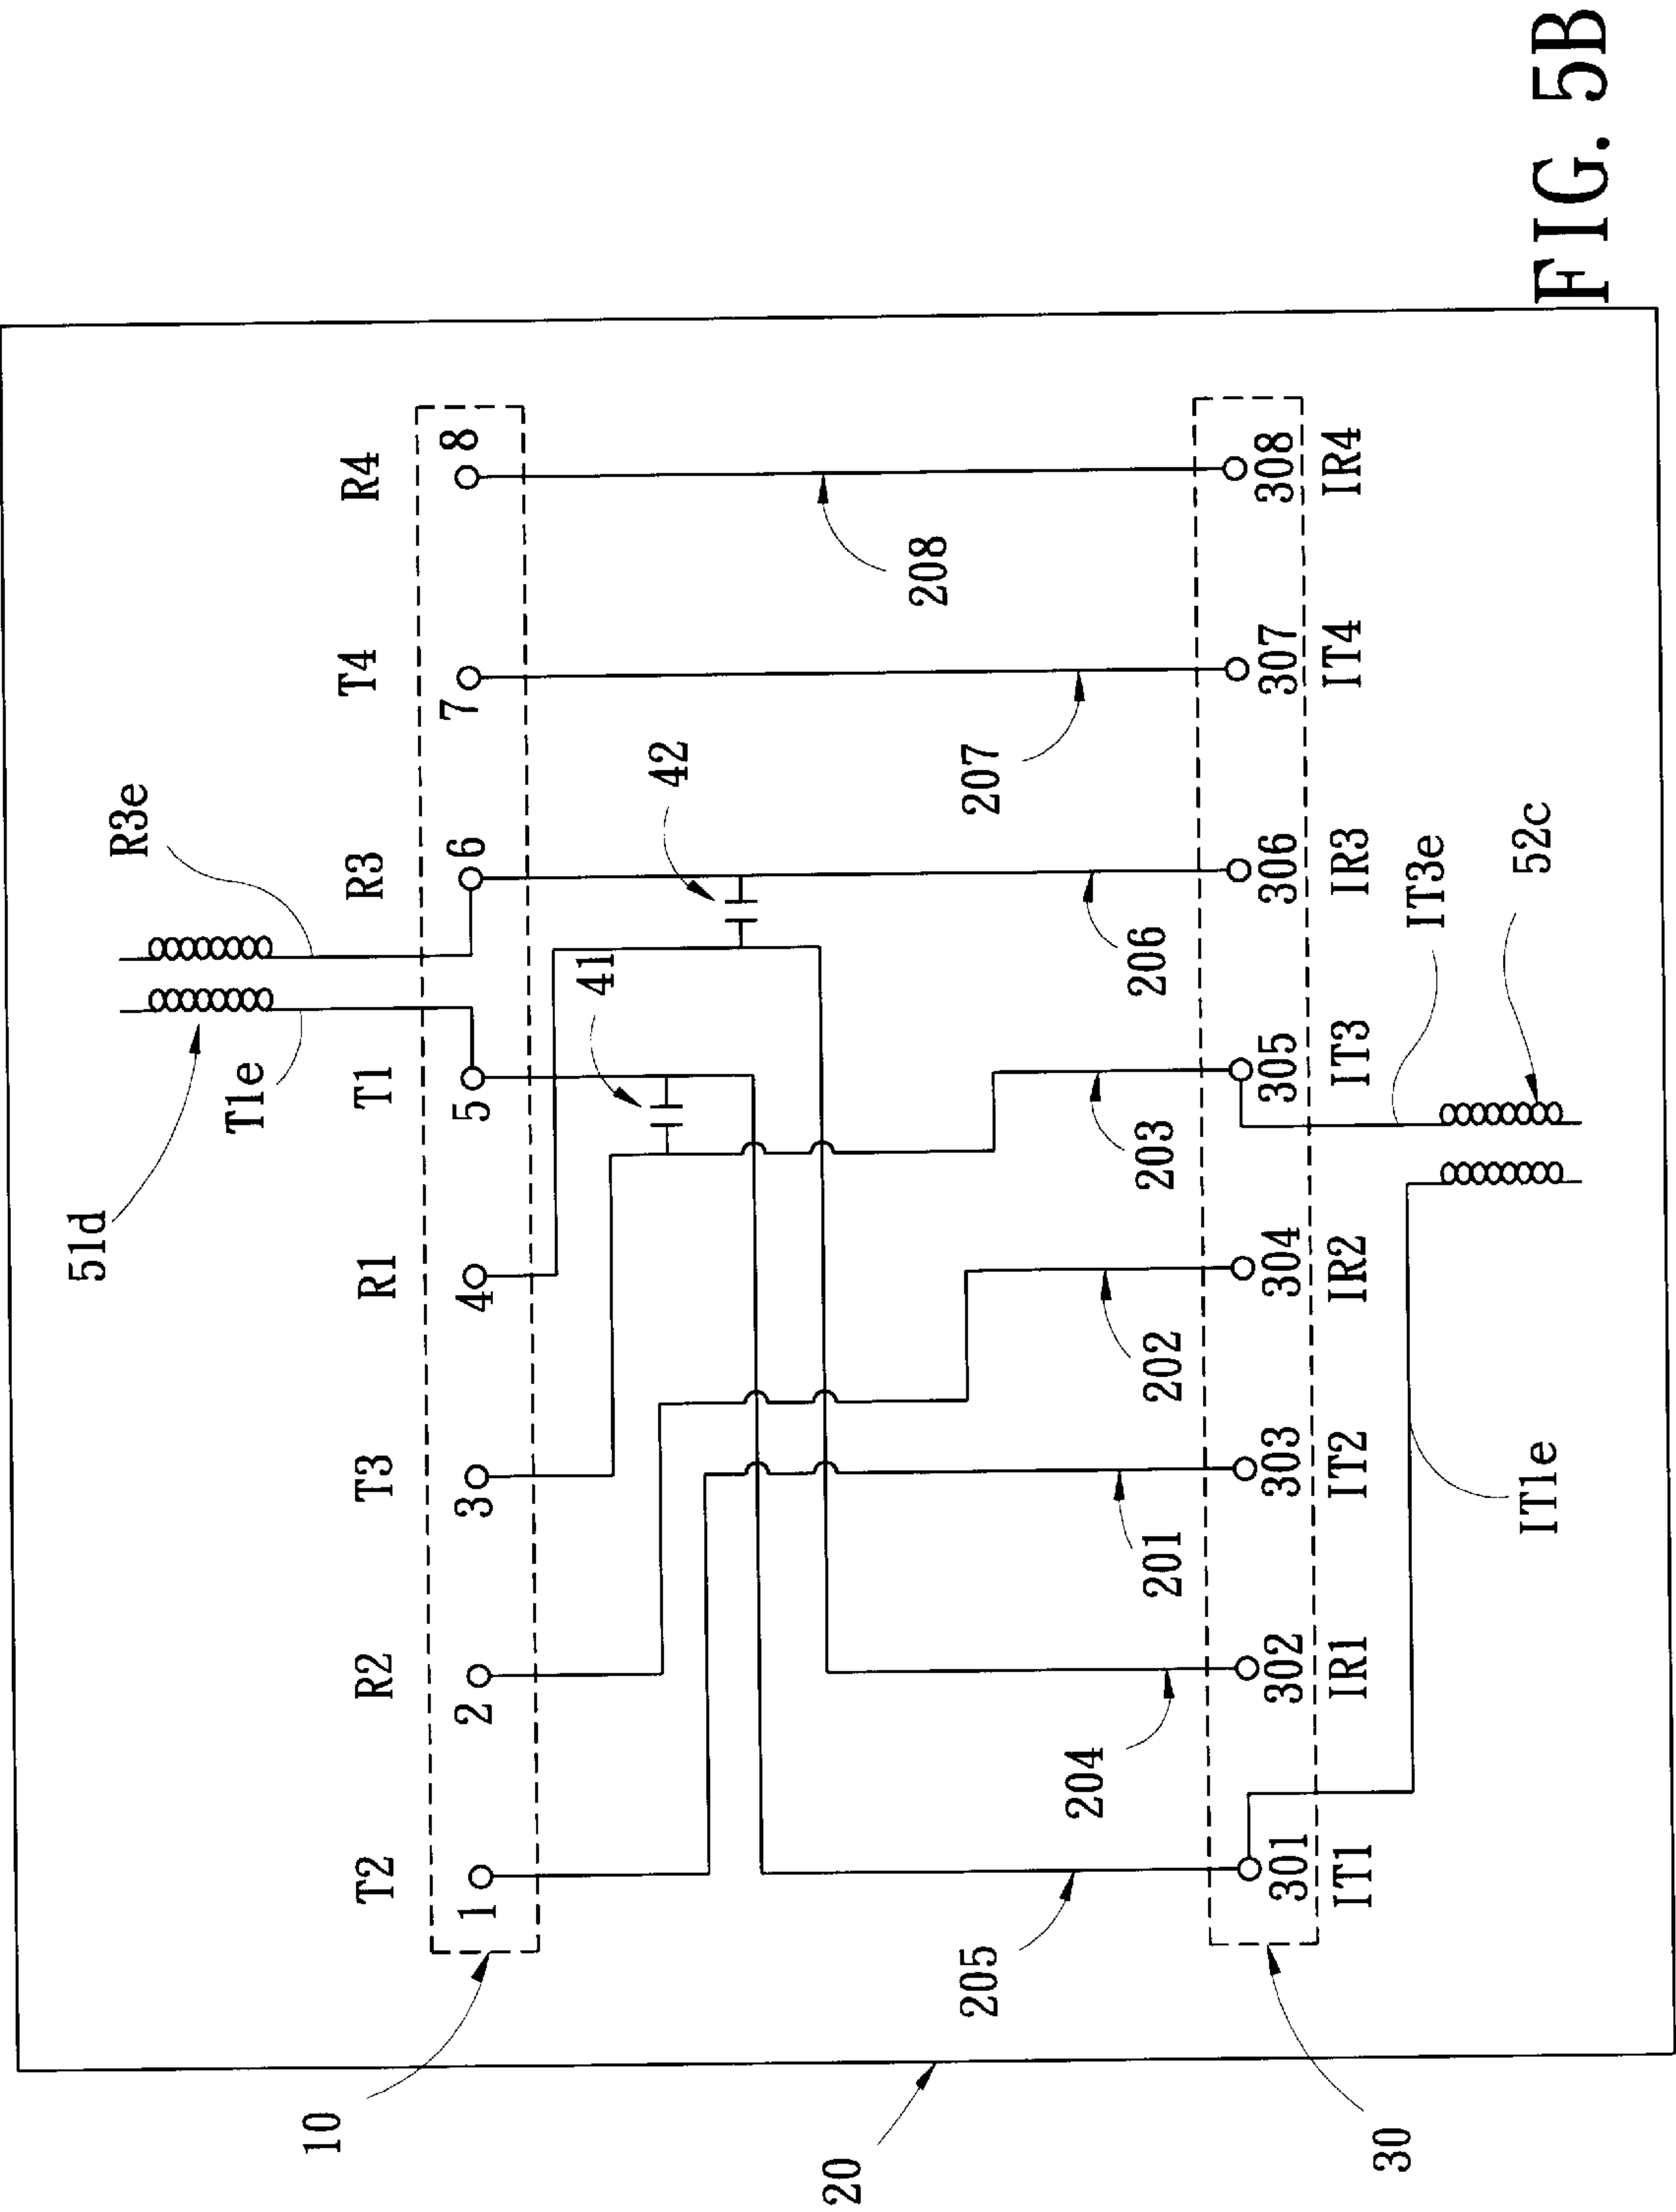 51d
R3e
T1e
10
T2 R2 T3 R1 T1 R3 T4 R4
1 2 3 4 5 6 7 8
41
42
20
208
205
207
204
206
203
202
201
301 302 303 304 305 306 307 308
IT1 IR1 IT2 IR2 IT3 IR3 IT4 IR4
30
IT3e
IT1e
52c
FIG. 5B